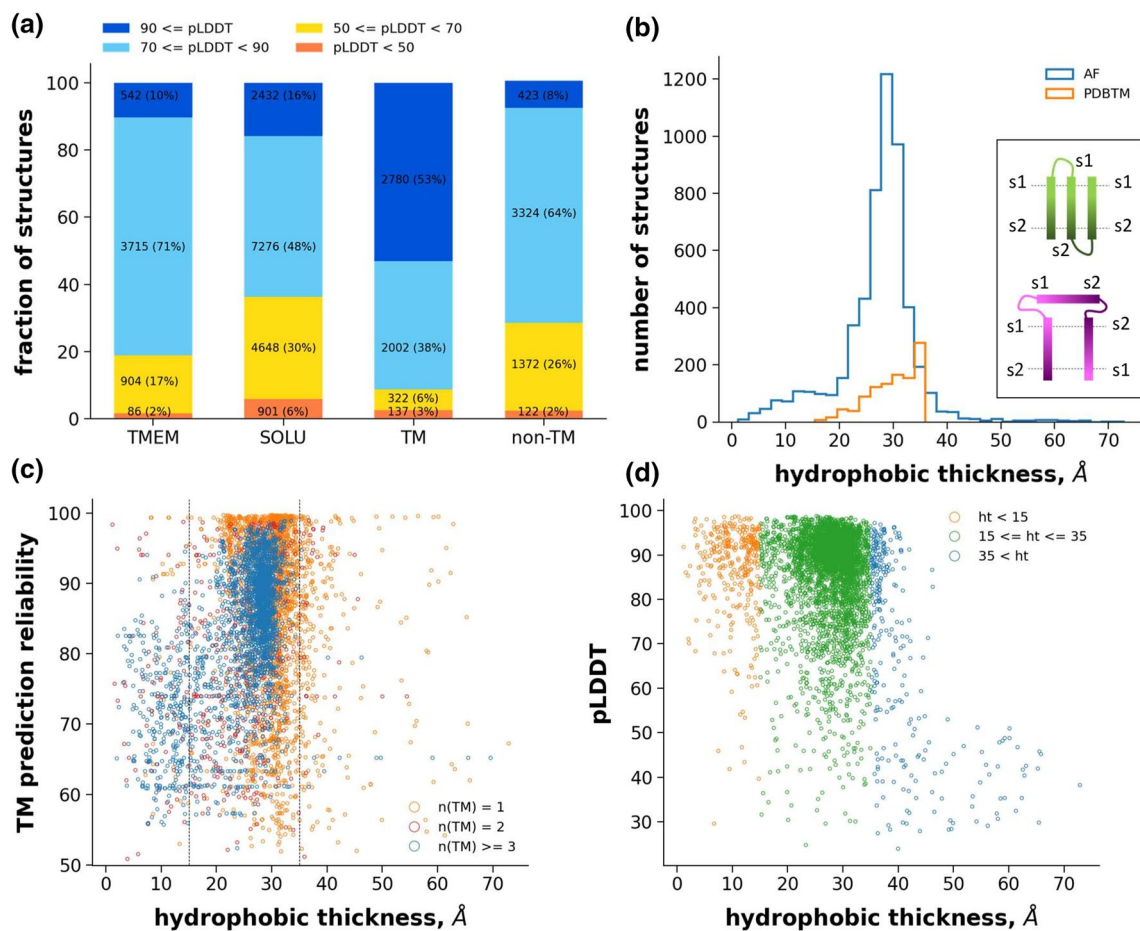 (a)
90 <= pLDDT
50 <= pLDDT < 70
70 <= pLDDT < 90
pLDDT < 50
fraction of structures
100
80
60
40
20
0
542 (10%)
3715 (71%)
904 (17%)
86 (2%)
2432 (16%)
7276 (48%)
4648 (30%)
901 (6%)
2780 (53%)
2002 (38%)
322 (6%)
137 (3%)
423 (8%)
3324 (64%)
1372 (26%)
122 (2%)
TMEM SOLU TM non-TM
(b)
AF
PDBTM
number of structures
1200
1000
800
600
400
200
0
0 10 20 30 40 50 60 70
hydrophobic thickness, Å
s1
s1 s1
s2 s2
s2
s1 s2
s1 s2
s2 s1
(c)
TM prediction reliability
100
90
80
70
60
50
n(TM) = 1
n(TM) = 2
n(TM) >= 3
0 10 20 30 40 50 60 70
hydrophobic thickness, Å
(d)
pLDDT
100
90
80
70
60
50
40
30
ht < 15
15 <= ht <= 35
35 < ht
0 10 20 30 40 50 60 70
hydrophobic thickness, Å